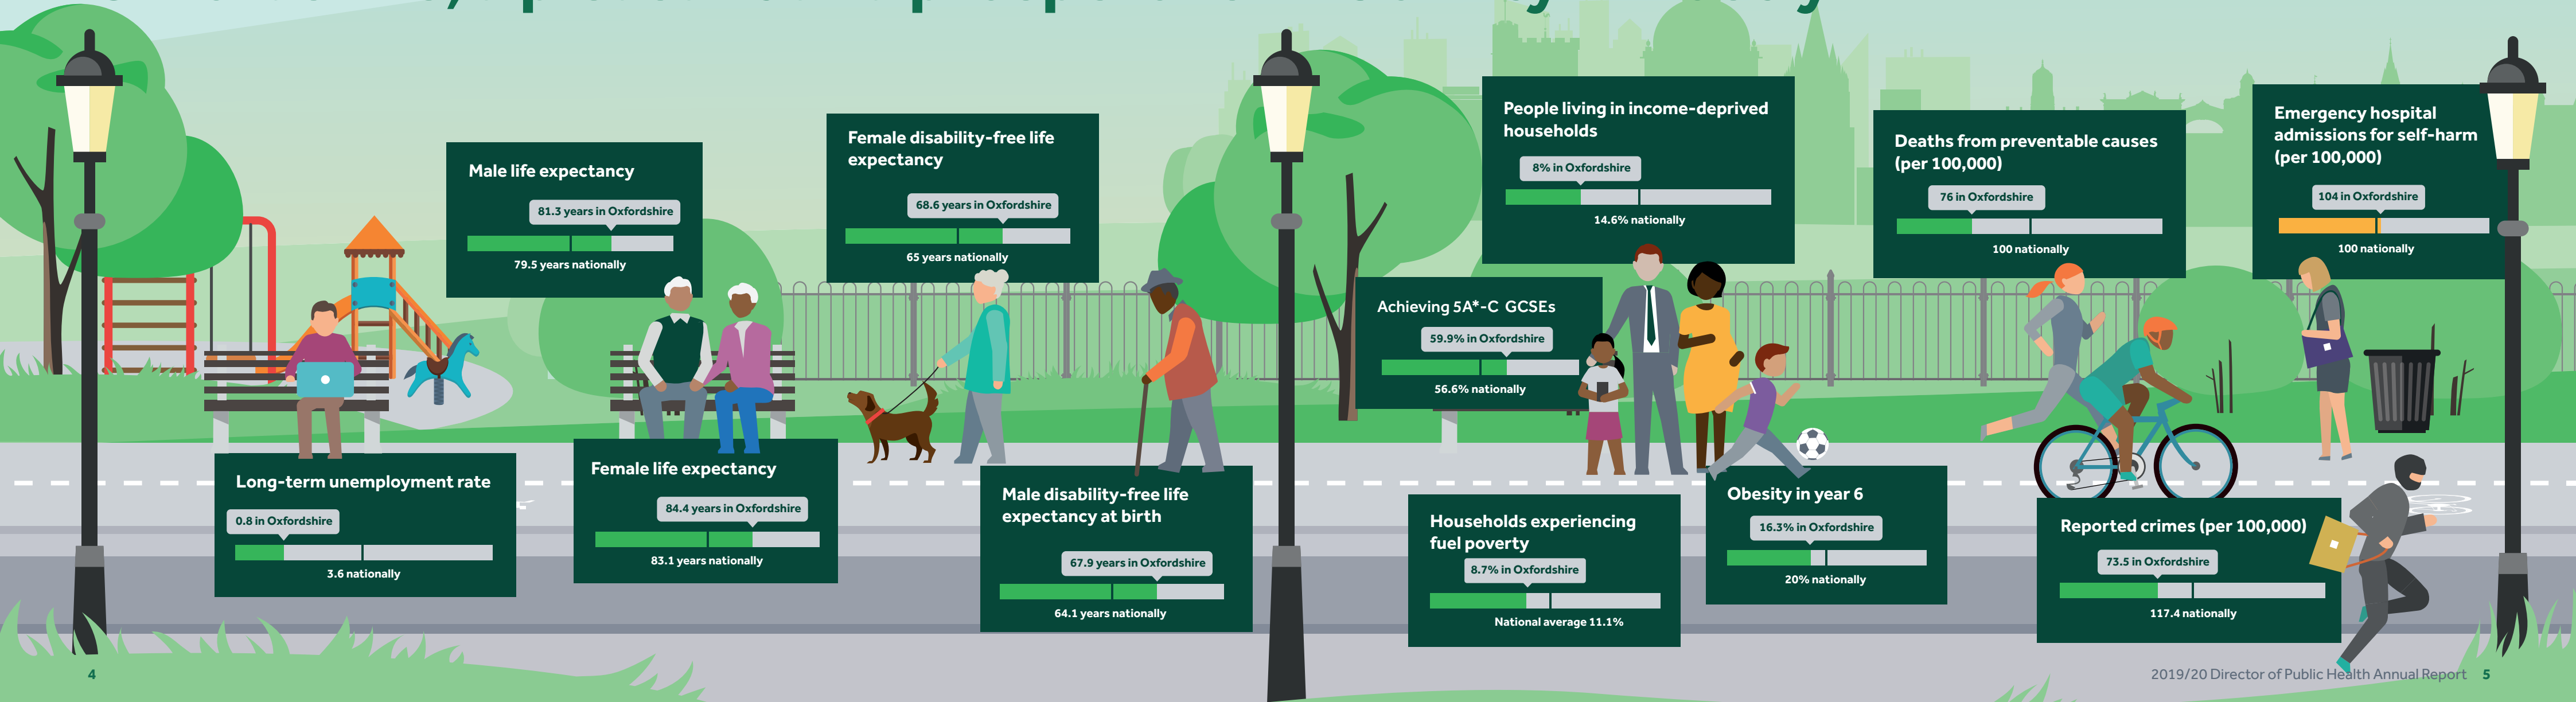 Male life expectancy
81.3 years in Oxfordshire
79.5 years nationally
Female disability-free life
expectancy
68.6 years in Oxfordshire
65 years nationally
Long-term unemployment rate
0.8 in Oxfordshire
3.6 nationally
Female life expectancy
84.4 years in Oxfordshire
83.1 years nationally
Male disability-free life
expectancy at birth
67.9 years in Oxfordshire
64.1 years nationally
4
People living in income-deprived
households
8% in Oxfordshire
14.6% nationally
Deaths from preventable causes
(per 100,000)
76 in Oxfordshire
100 nationally
Emergency hospital
admissions for self-harm
(per 100,000)
104 in Oxfordshire
100 nationally
Achieving 5A*-C GCSEs
59.9% in Oxfordshire
56.6% nationally
Households experiencing
fuel poverty
8.7% in Oxfordshire
National average 11.1%
Obesity in year 6
16.3% in Oxfordshire
20% nationally
Reported crimes (per 100,000)
73.5 in Oxfordshire
117.4 nationally
2019/20 Director of Public Health Annual Report 5